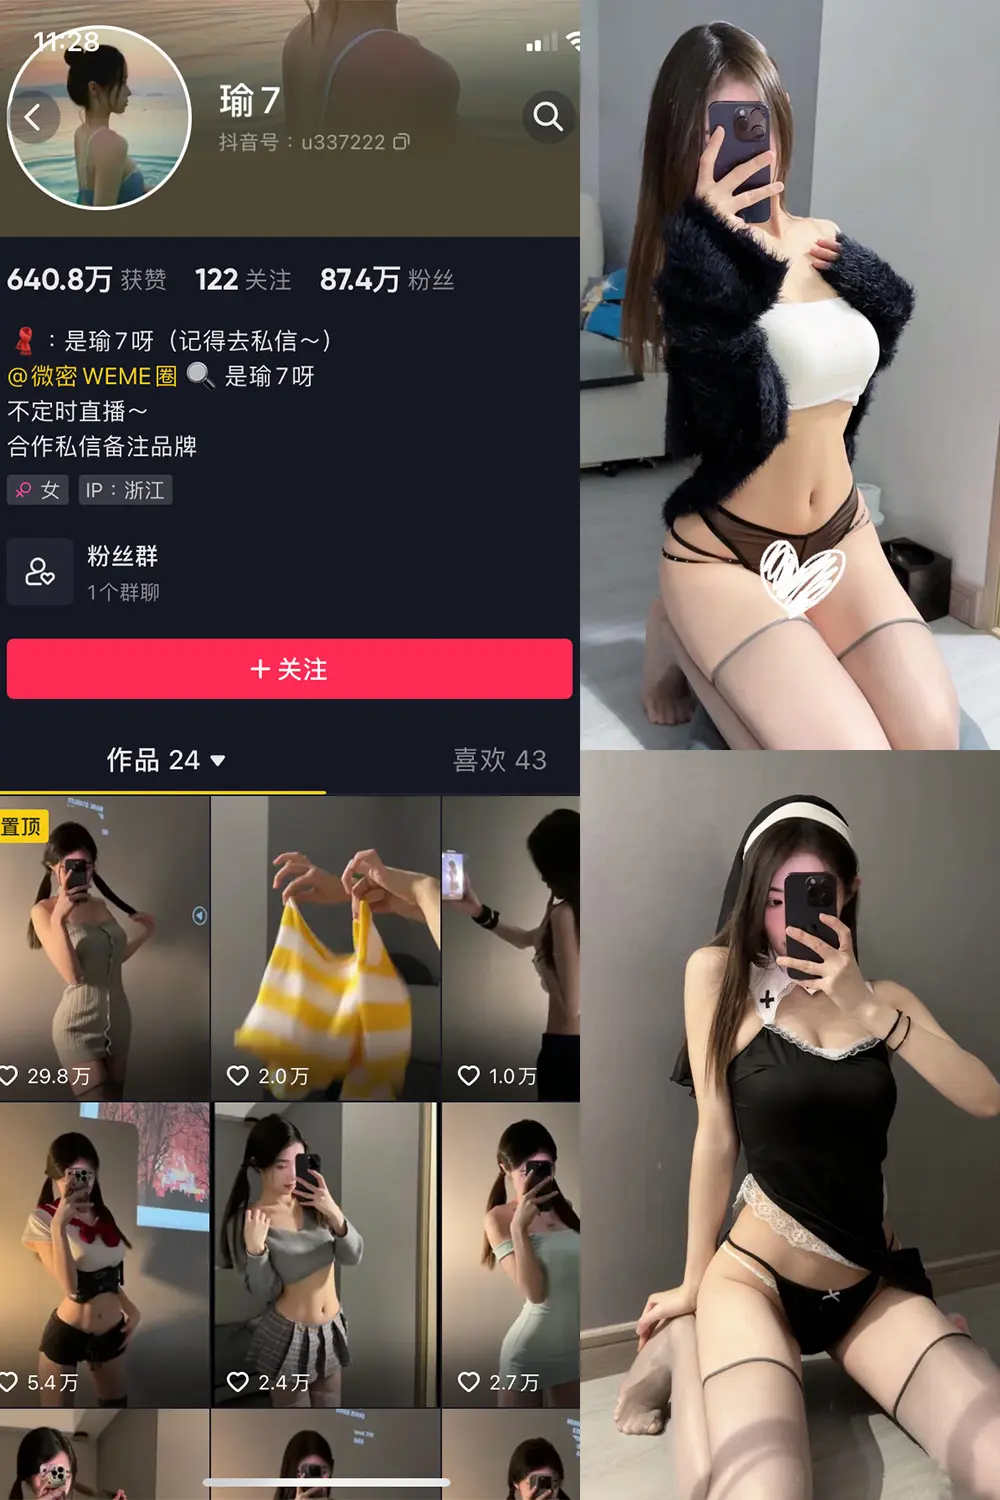 11:28
瑜7
抖音号：u337222
640.8万 获赞 122 关注 87.4万 粉丝
：是瑜7呀（记得去私信～）
@微密WEME圈 是瑜7呀
不定时直播～
合作私信备注品牌
女 IP：浙江
粉丝群
1个群聊
+ 关注
作品 24 喜欢 43
置顶
29.8万 2.0万 1.0万
5.4万 2.4万 2.7万